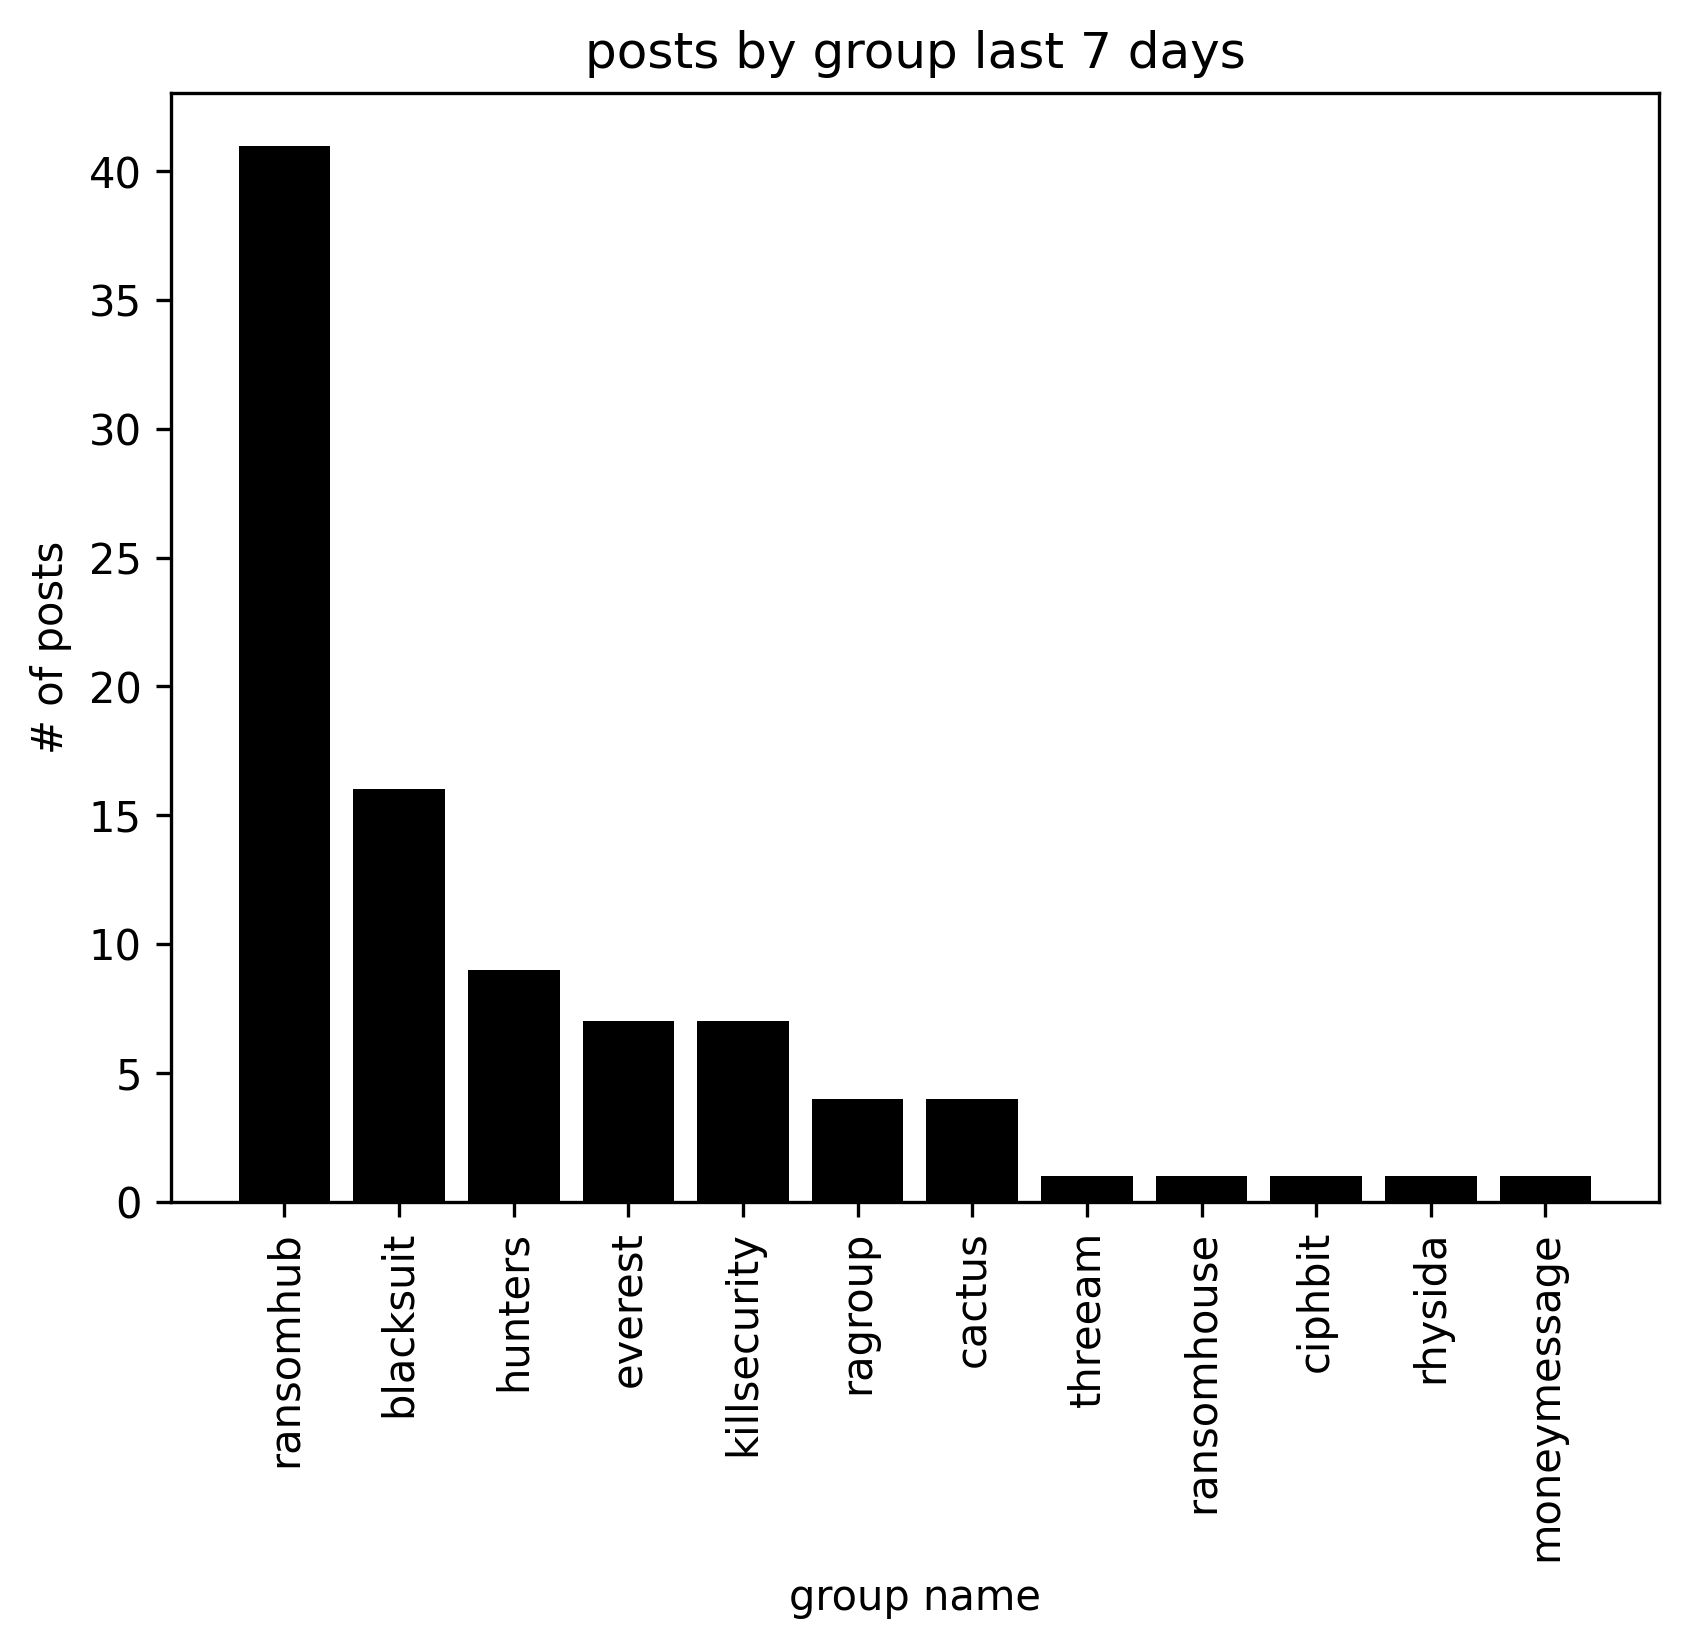 posts by group last 7 days
# of posts
40
35
30
25
20
15
10
5
0
ransomhub
blacksuit
hunters
everest
killsecurity
ragroup
cactus
threeam
ransomhouse
ciphbit
rhysida
moneymessage
group name